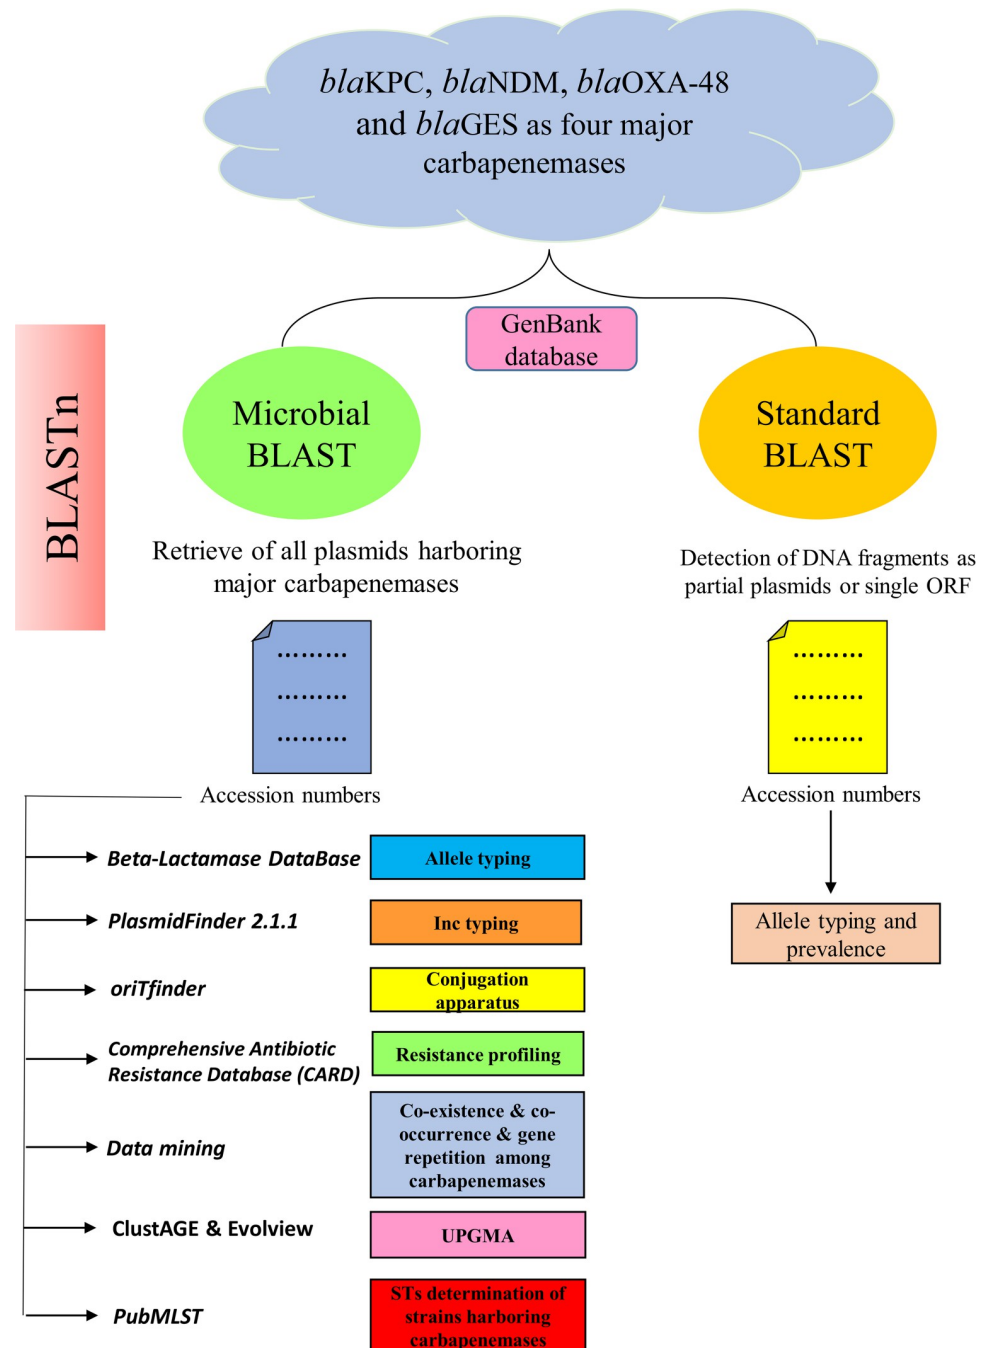 blaKPC, blaNDM, blaOXA-48
and blaGES as four major
carbapenemases
GenBank
database
BLASTn
Microbial
BLAST
Standard
BLAST
Retrieve of all plasmids harboring
major carbapenemases
Detection of DNA fragments as
partial plasmids or single ORF
.........
.........
.........
.........
.........
.........
Accession numbers
Accession numbers
Beta-Lactamase DataBase
Allele typing
PlasmidFinder 2.1.1
Inc typing
Allele typing and
prevalence
oriTfinder
Conjugation
apparatus
Comprehensive Antibiotic
Resistance Database (CARD)
Resistance profiling
Data mining
Co-existence & co-
occurrence & gene
repetition among
carbapenemases
ClustAGE & Evolview
UPGMA
PubMLST
STs determination of
strains harboring
carbapenemases